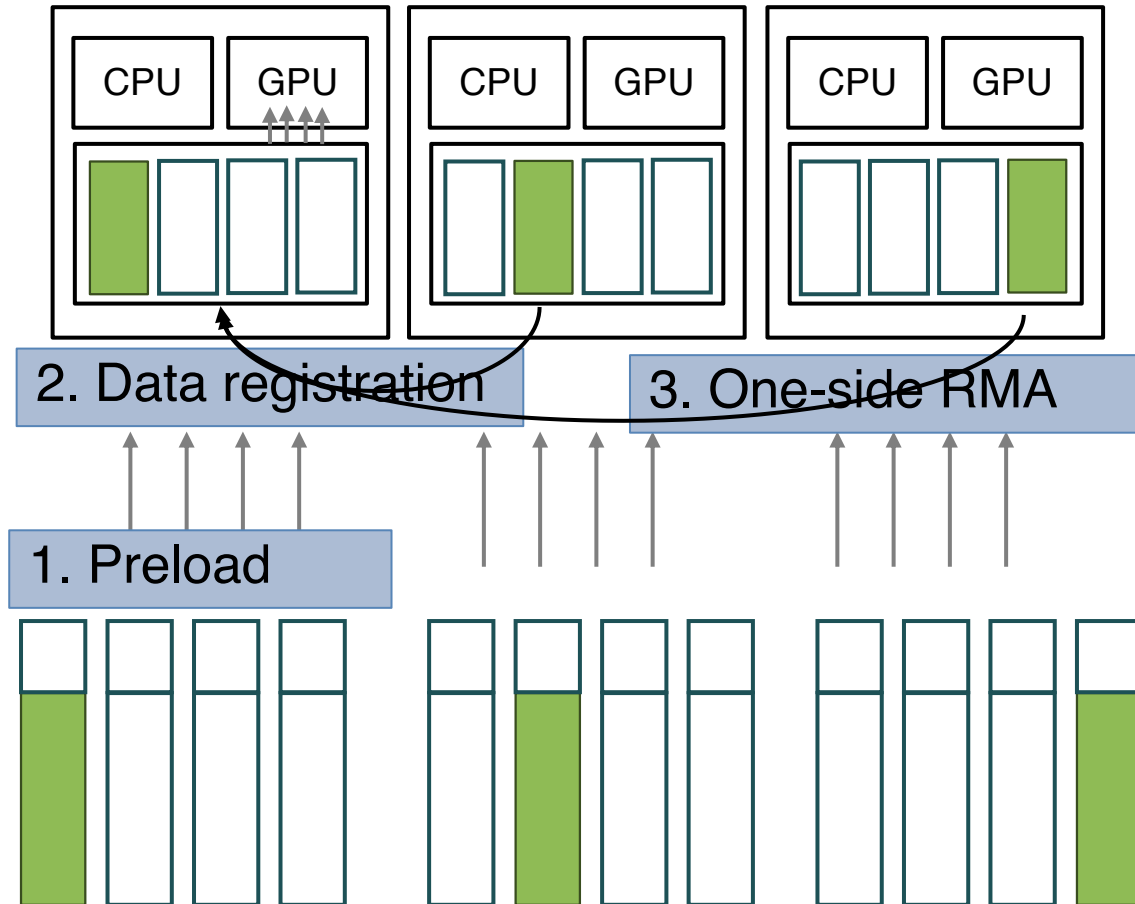 CPU GPU CPU GPU CPU GPU
2. Data registration
3. One-side RMA
1. Preload